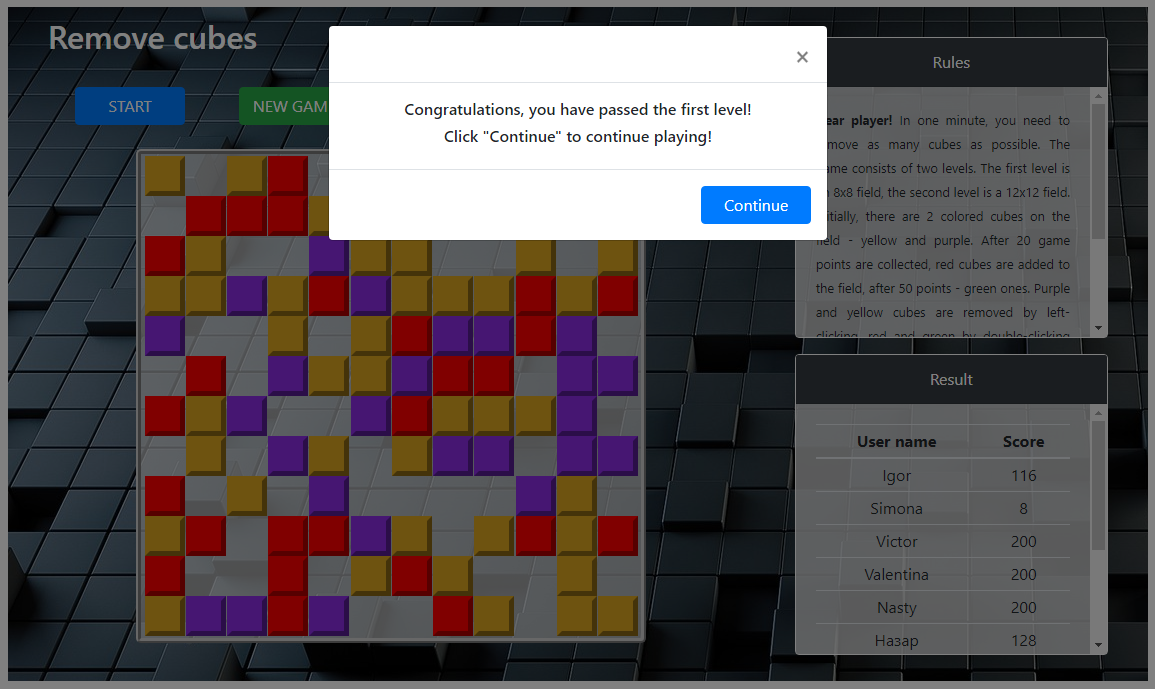 Remove cubes
START
NEW GAM
×
Congratulations, you have passed the first level!
Click "Continue" to continue playing!
Continue
Rules
ear player! In one minute, you need to
move as many cubes as possible. The
ame consists of two levels. The first level is
n 8x8 field, the second level is a 12x12 field.
itially, there are 2 colored cubes on the
field - yellow and purple. After 20 game
points are collected, red cubes are added to
the field, after 50 points - green ones. Purple
and yellow cubes are removed by left-
clicking, red and green by double-clicking
Result
User name Score
Igor 116
Simona 8
Victor 200
Valentina 200
Nasty 200
Назар 128